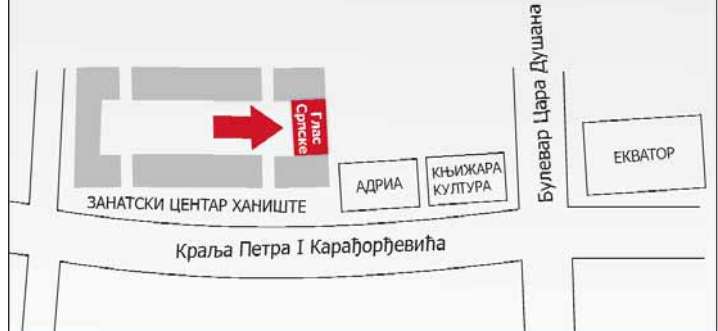 Булевар Цара Душана
Глас
Српске
АДРИА
КЊИЖАРА
КУЛТУРА
ЕКВАТОР
ЗАНАТСКИ ЦЕНТАР ХАНИШТЕ
Краља Петра I Карађорђевића